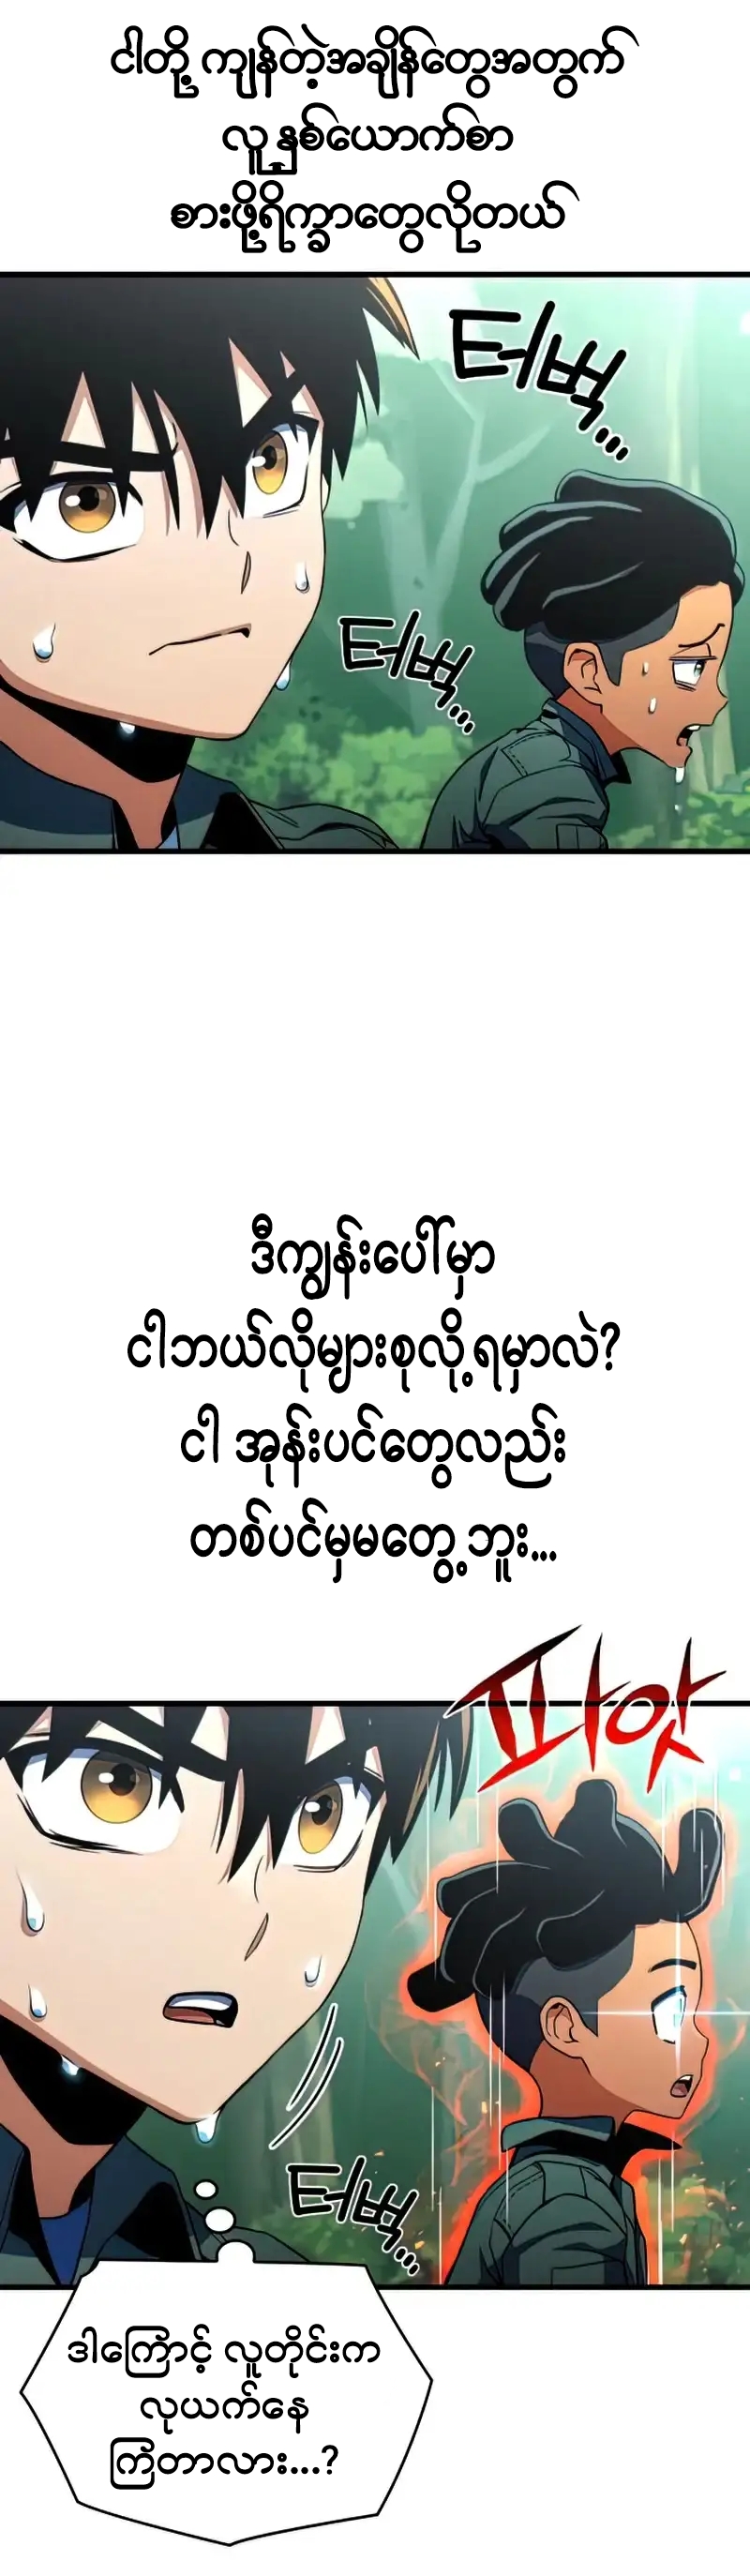 ငါတို့ ကျန်တဲ့အချိန်တွေအတွက်
လူ နှစ်ယောက်စာ
စားဖို့ရိက္ခာတွေလိုတယ်
터벅...
터벅...
ဒီကျွန်းပေါ်မှာ
ငါဘယ်လိုများစုလို့ရမှာလဲ?
ငါ အုန်းပင်တွေလည်း
တစ်ပင်မှမတွေ့ဘူး...
파앗
터벅...
ဒါကြောင့် လူတိုင်းက
လုယက်နေ
ကြတာလား...?